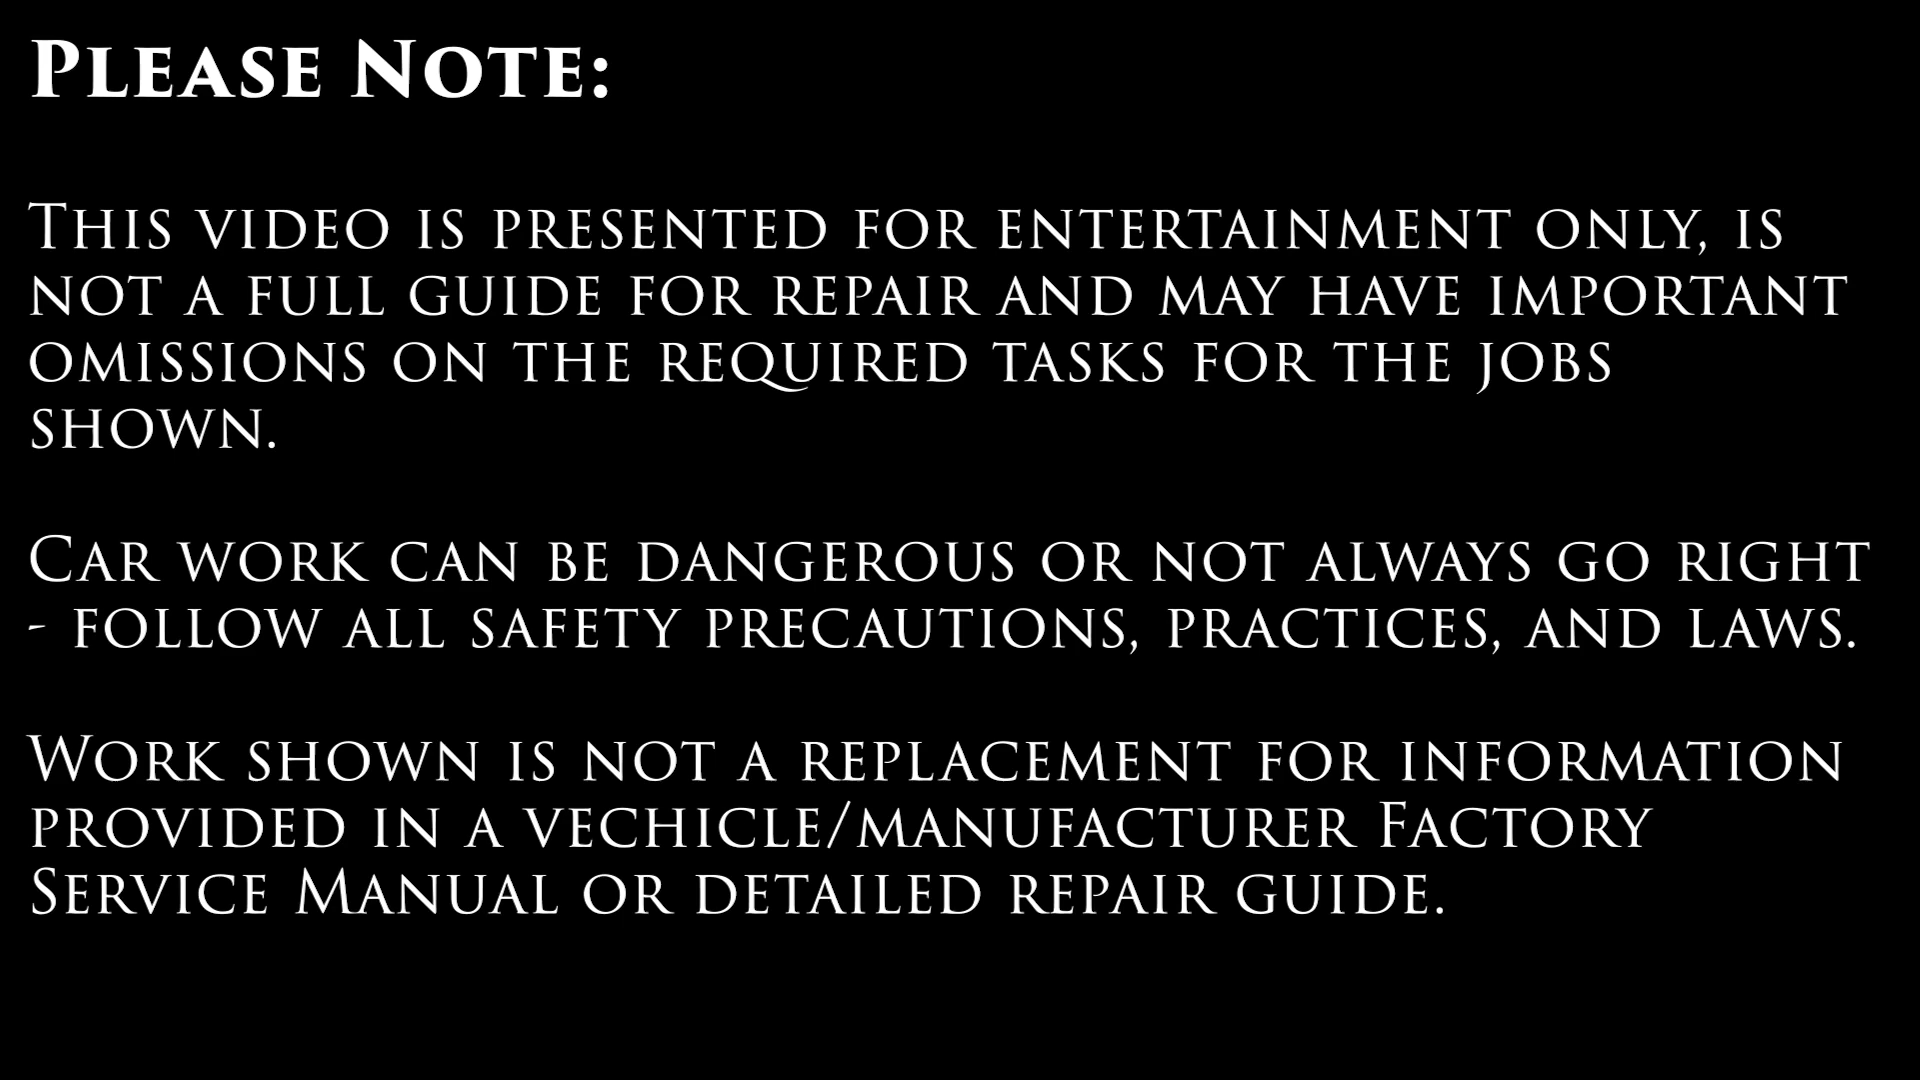 Please Note:
This video is presented for entertainment only, is
not a full guide for repair and may have important
omissions on the required tasks for the jobs
shown.
Car work can be dangerous or not always go right
- follow all safety precautions, practices, and laws.
Work shown is not a replacement for information
provided in a vechicle/manufacturer Factory
Service Manual or detailed repair guide.